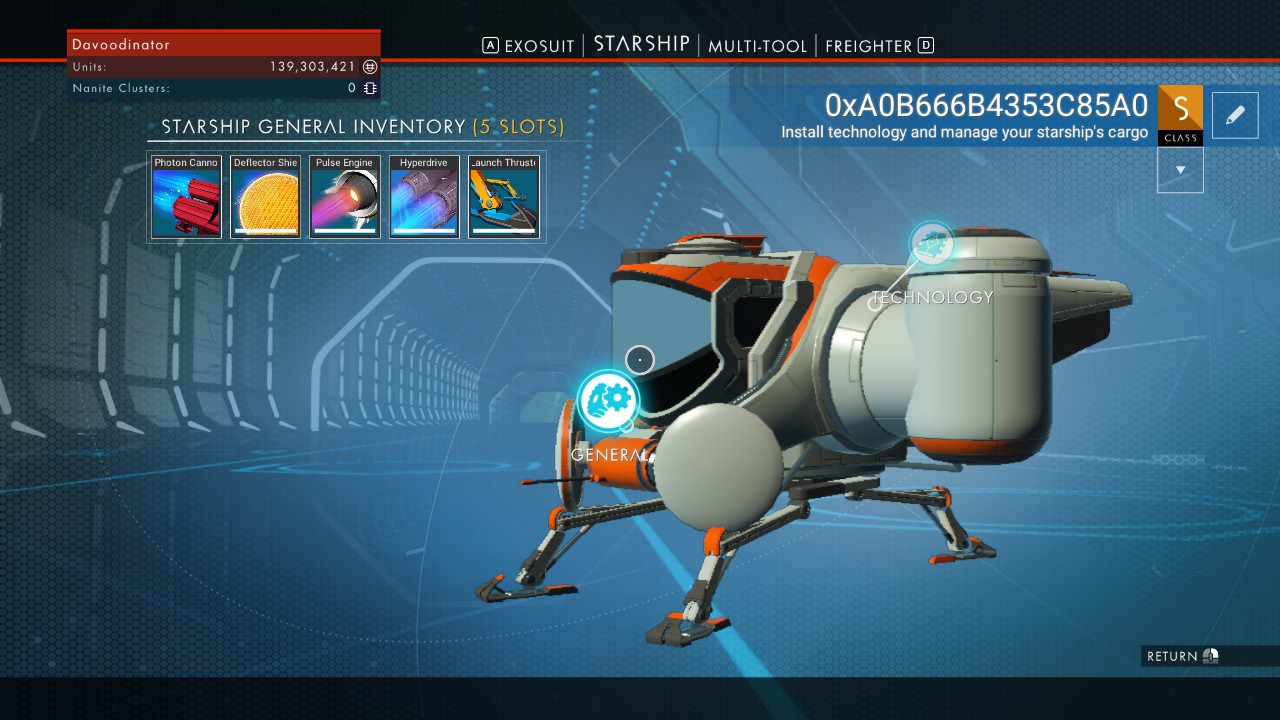 Davoodinator
Units: 139,303,421
Nanite Clusters: 0
A EXOSUIT STARSHIP MULTI-TOOL FREIGHTER D
0xA0B666B4353C85A0
Install technology and manage your starship's cargo
S
CLASS
STARSHIP GENERAL INVENTORY (5 SLOTS)
Photon Canno Deflector Shie Pulse Engine Hyperdrive Launch Thruste
TECHNOLOGY
GENERAL
RETURN